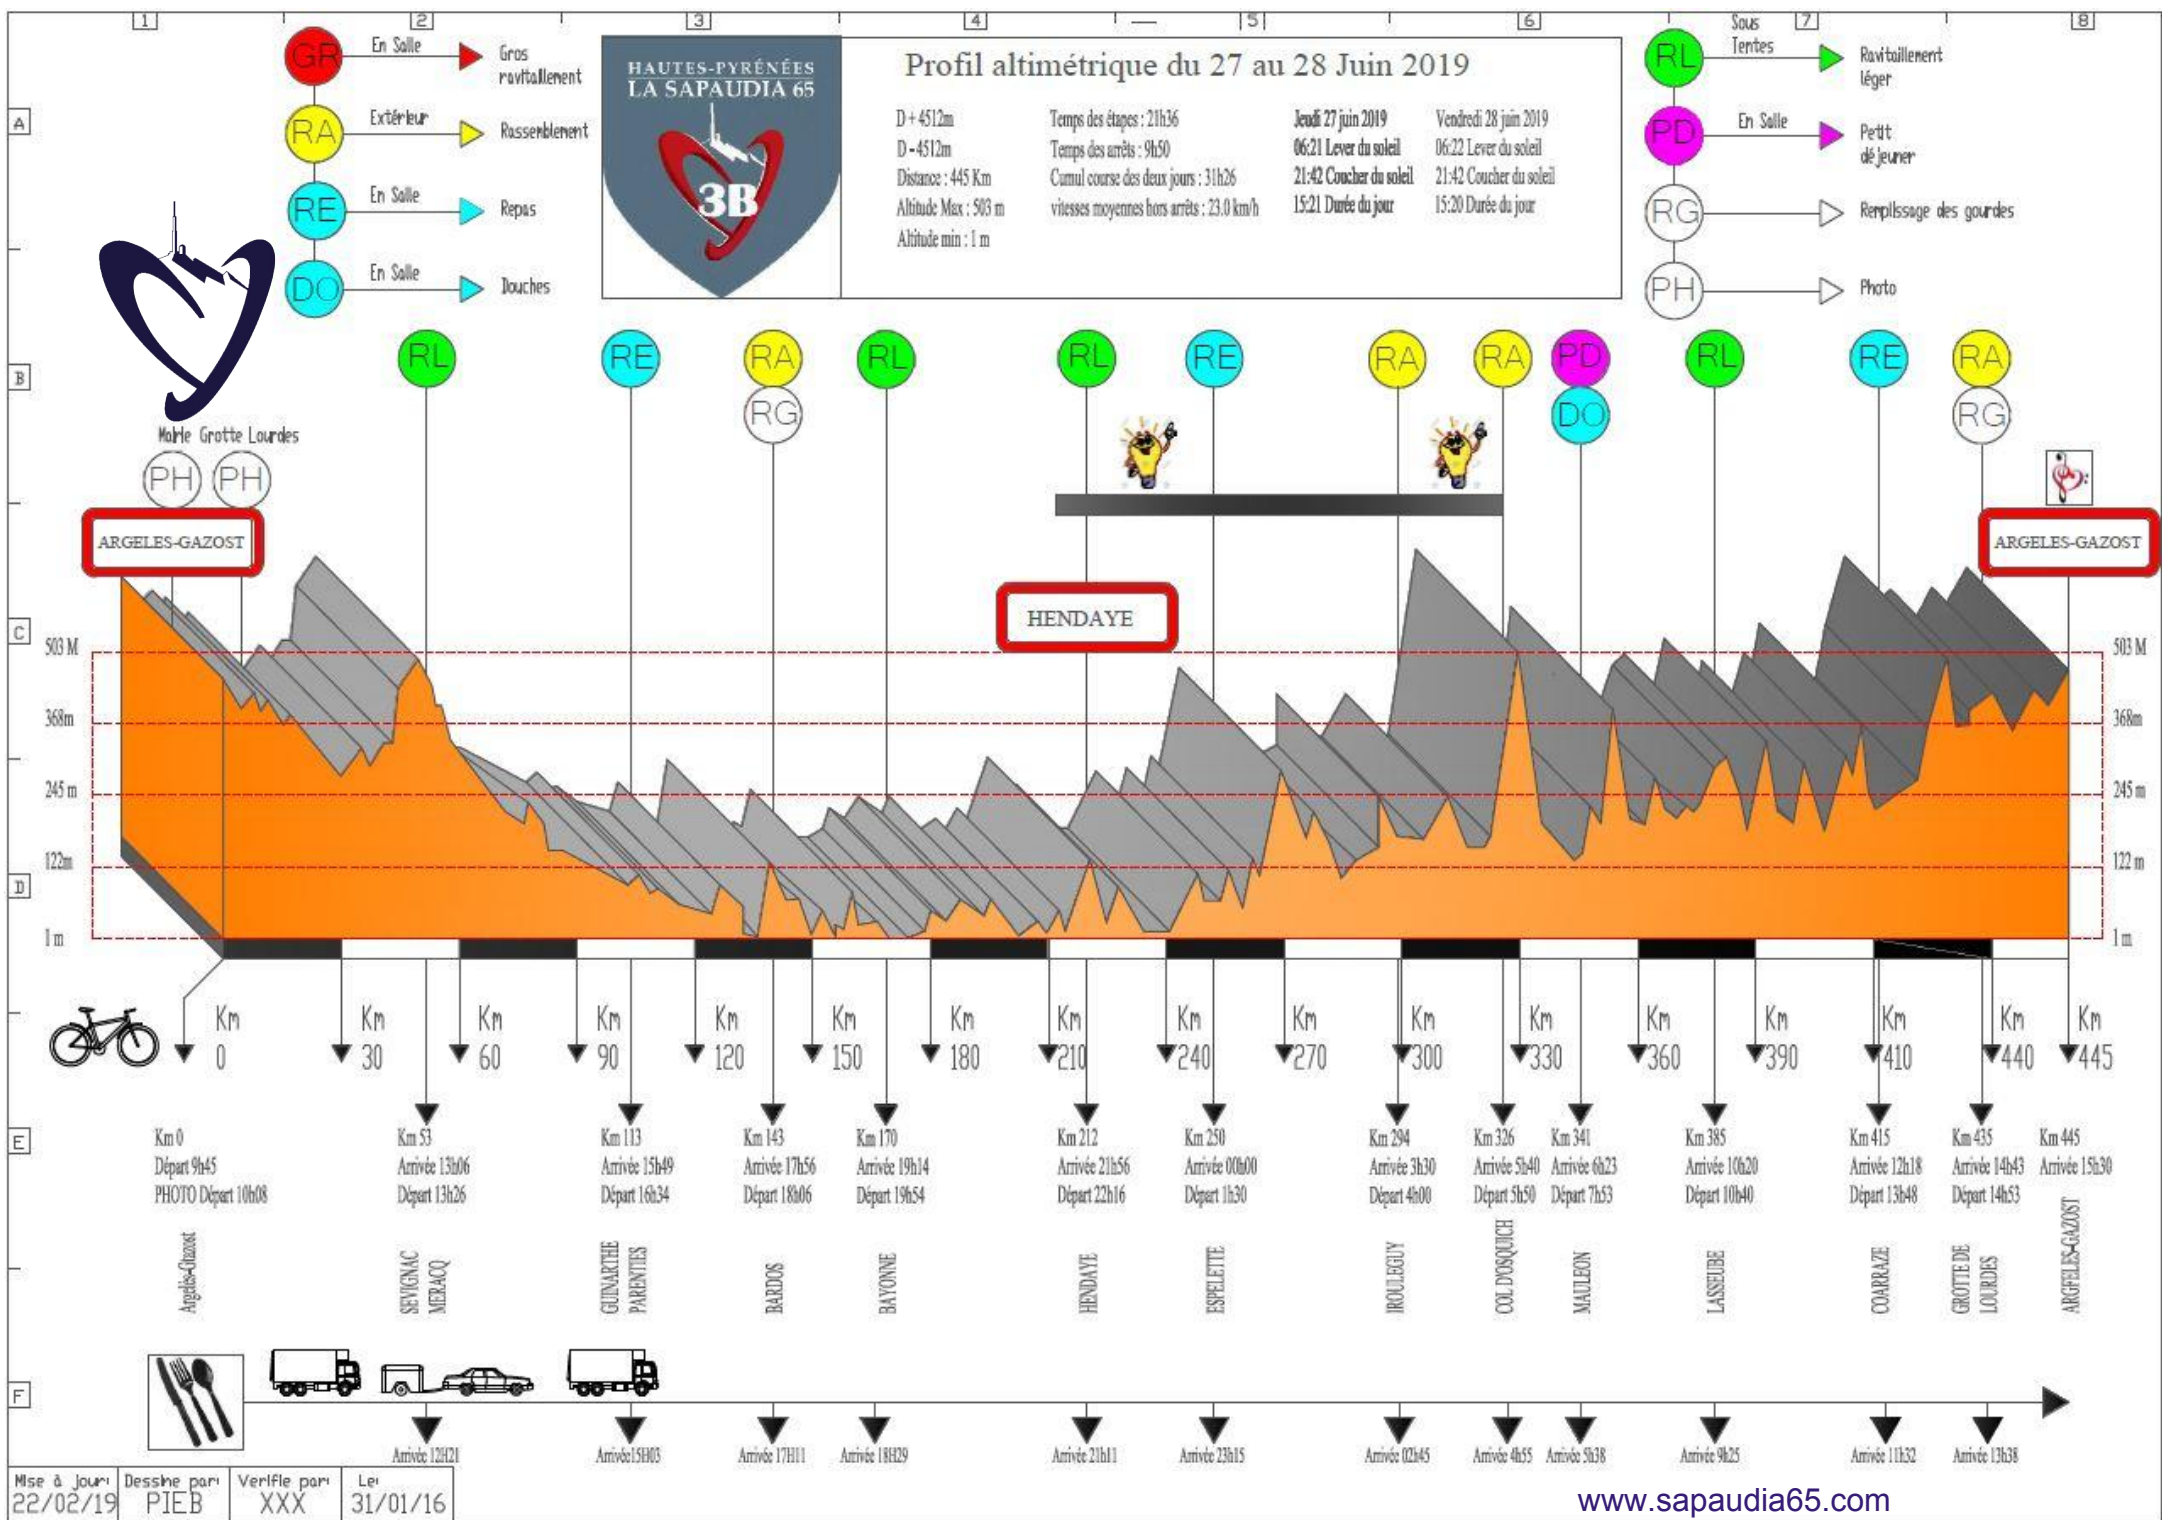 1 2 3 4 5 6 7 8
A
B
C
D
E
F
GR En Salle Gros
ravitallement
RA Extérieur Rassemblement
RE En Salle Repas
DO En Salle Douches
HAUTES-PYRÉNÉES
LA SAPAUDIA 65
3B
Profil altimétrique du 27 au 28 Juin 2019
D + 4512m
D - 4512m
Distance : 445 Km
Altitude Max : 503 m
Altitude min : 1 m
Temps des étapes : 21h36
Temps des arrêts : 9h50
Cumul course des deux jours : 31h26
vitesses moyennes hors arrêts : 23.0 km/h
Jeudi 27 juin 2019
06:21 Lever du soleil
21:42 Coucher du soleil
15:21 Durée du jour
Vendredi 28 juin 2019
06:22 Lever du soleil
21:42 Coucher du soleil
15:20 Durée du jour
Sous
Tentes
RL Ravitaillement
léger
PD En Salle Petit
déjeuner
RG Remplissage des gourdes
PH Photo
RL RE RA RL RL RE RA RA PD RL RE RA
RG DO RG
Mairie Grotte Lourdes
PH PH
ARGELES-GAZOST
HENDAYE
ARGELES-GAZOST
503 M 503 M
368m 368m
245 m 245 m
122m 122 m
1 m 1 m
Km Km Km Km Km Km Km Km Km Km Km Km Km Km Km Km Km
0 30 60 90 120 150 180 210 240 270 300 330 360 390 410 440 445
Km 0
Départ 9h45
PHOTO Départ 10h08
Argelès-Gtazost
Km 53
Arrivée 13h06
Départ 13h26
SEVIGNAC
MERACQ
Km 113
Arrivée 15h49
Départ 16h34
GUINARTHE
PARENTIES
Km 143
Arrivée 17h56
Départ 18h06
BARDOS
Km 170
Arrivée 19h14
Départ 19h54
BAYONNE
Km 212
Arrivée 21h56
Départ 22h16
HENDAYE
Km 250
Arrivée 00h00
Départ 1h30
ESPELETTE
Km 294
Arrivée 3h30
Départ 4h00
IROULEGUY
Km 326
Arrivée 5h40
Départ 5h50
COL D'OSQUICH
Km 341
Arrivée 6h23
Départ 7h53
MAULEON
Km 385
Arrivée 10h20
Départ 10h40
LASSEUBE
Km 415
Arrivée 12h18
Départ 13h48
COARRAZE
Km 435
Arrivée 14h43
Départ 14h53
GROTTE DE
LOURDES
Km 445
Arrivée 15h30
ARGFELES-GAZOST
Arrivée 12H21 Arrivée15H03 Arrivée 17H11 Arrivée 18H29 Arrivée 21h11 Arrivée 23h15 Arrivée 02h45 Arrivée 4h55 Arrivée 5h38 Arrivée 9h25 Arrivée 11h32 Arrivée 13h38
Mise à jour: Dessine par: Verifie par: Le:
22/02/19 PIEB XXX 31/01/16
www.sapaudia65.com